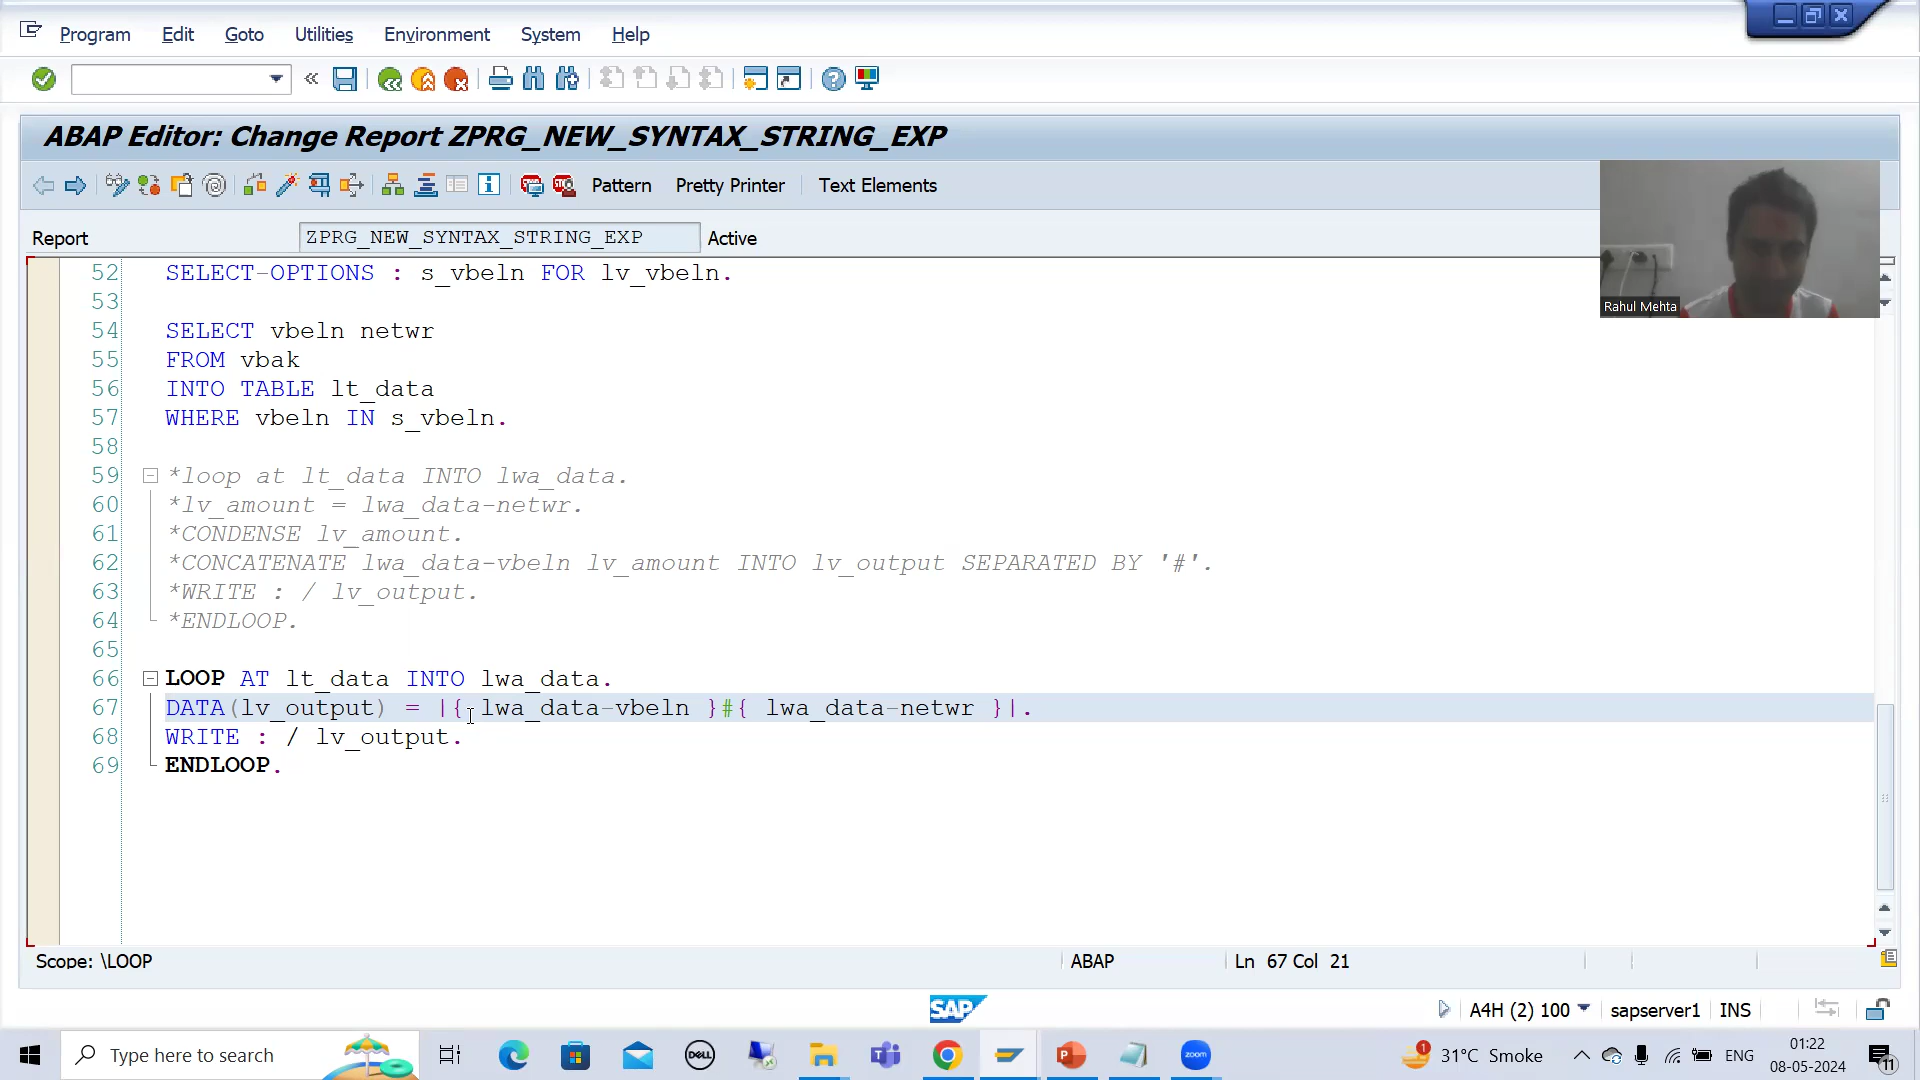 Program Edit Goto Utilities Environment System Help
ABAP Editor: Change Report ZPRG_NEW_SYNTAX_STRING_EXP
Pattern Pretty Printer Text Elements
Report ZPRG_NEW_SYNTAX_STRING_EXP Active
Rahul Mehta
52 SELECT-OPTIONS : s_vbeln FOR lv_vbeln.
53
54 SELECT vbeln netwr
55 FROM vbak
56 INTO TABLE lt_data
57 WHERE vbeln IN s_vbeln.
58
59 *loop at lt_data INTO lwa_data.
60 *lv_amount = lwa_data-netwr.
61 *CONDENSE lv_amount.
62 *CONCATENATE lwa_data-vbeln lv_amount INTO lv_output SEPARATED BY '#'.
63 *WRITE : / lv_output.
64 *ENDLOOP.
65
66 LOOP AT lt_data INTO lwa_data.
67 DATA(lv_output) = |{ lwa_data-vbeln }#{ lwa_data-netwr }|.
68 WRITE : / lv_output.
69 ENDLOOP.
Scope: \LOOP ABAP Ln 67 Col 21
SAP
A4H (2) 100 sapserver1 INS
Type here to search
DELL
zoom
1
31°C Smoke
ENG
01:22
08-05-2024
11